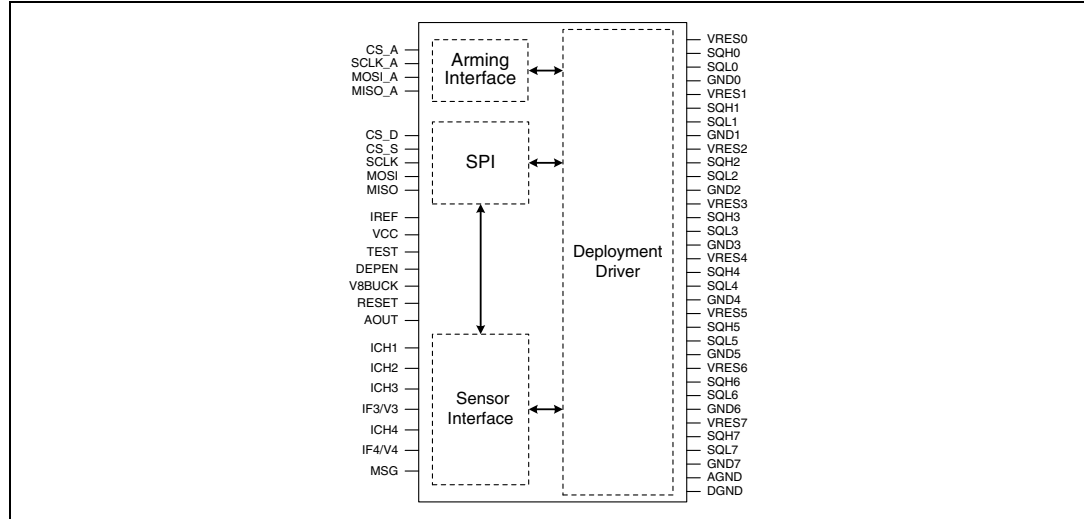 CS_A
SCLK_A
MOSI_A
MISO_A
CS_D
CS_S
SCLK
MOSI
MISO
IREF
VCC
TEST
DEPEN
V8BUCK
RESET
AOUT
ICH1
ICH2
ICH3
IF3/V3
ICH4
IF4/V4
MSG
Arming
Interface
SPI
Sensor
Interface
Deployment
Driver
VRES0
SQH0
SQL0
GND0
VRES1
SQH1
SQL1
GND1
VRES2
SQH2
SQL2
GND2
VRES3
SQH3
SQL3
GND3
VRES4
SQH4
SQL4
GND4
VRES5
SQH5
SQL5
GND5
VRES6
SQH6
SQL6
GND6
VRES7
SQH7
SQL7
GND7
AGND
DGND